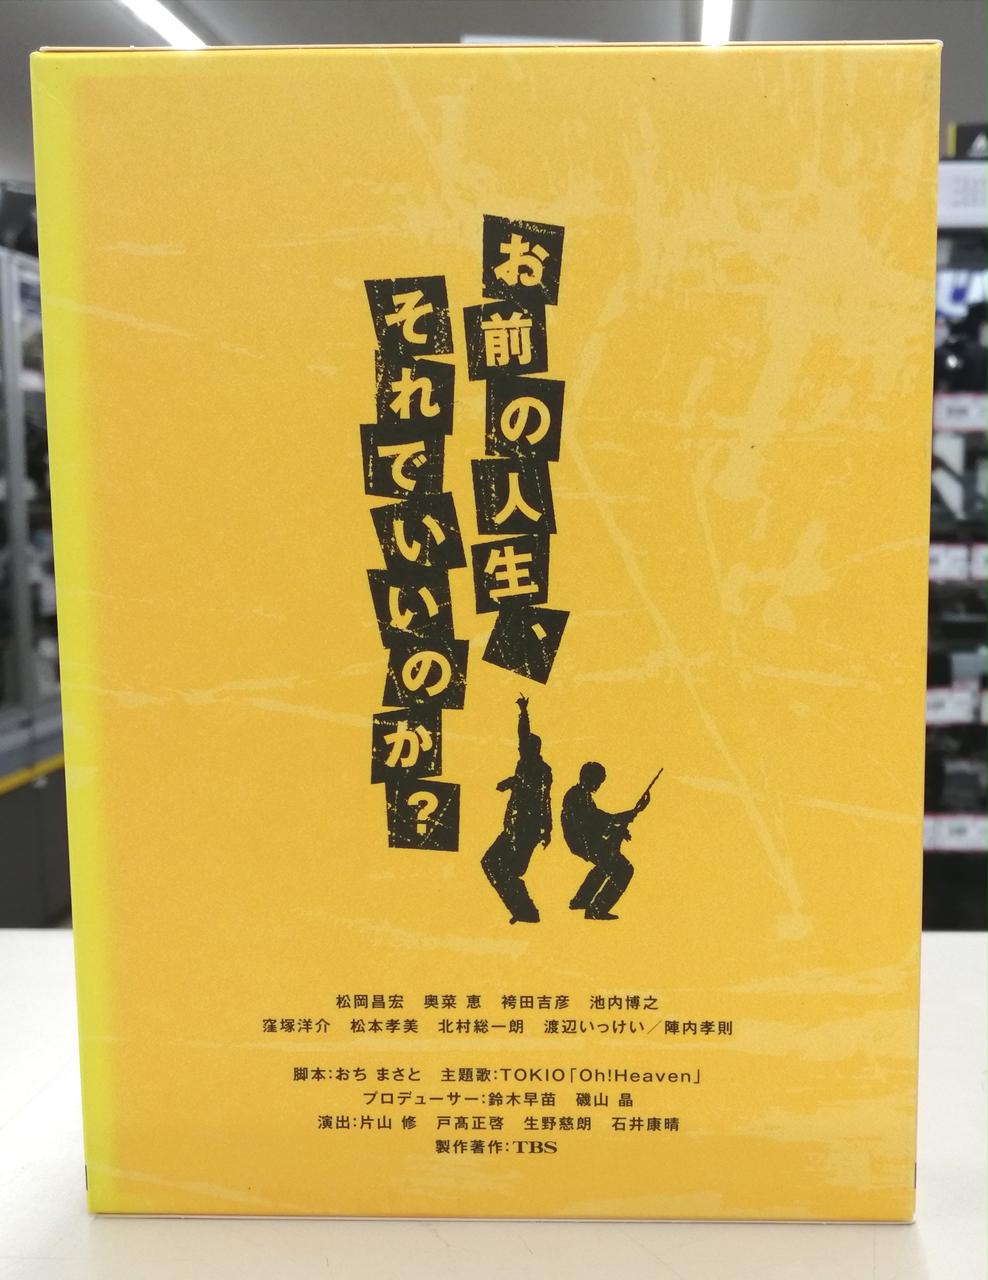 お前の人生、
それでいいのか?
松岡昌宏　奥菜 恵　袴田吉彦　池内博之
窪塚洋介　松本孝美　北村総一朗　渡辺いっけい／陣内孝則
脚本:おち まさと　主題歌:TOKIO「Oh!Heaven」
プロデューサー:鈴木早苗　磯山 晶
演出:片山 修　戸髙正啓　生野慈朗　石井康晴
製作著作:TBS